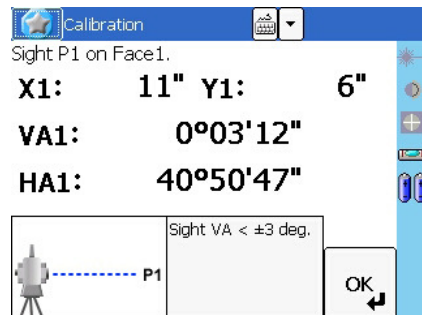 Calibration
Sight P1 on Face1.
X1: 11" Y1: 6"
VA1: 0°03'12"
HA1: 40°50'47"
Sight VA < ±3 deg.
P1
OK